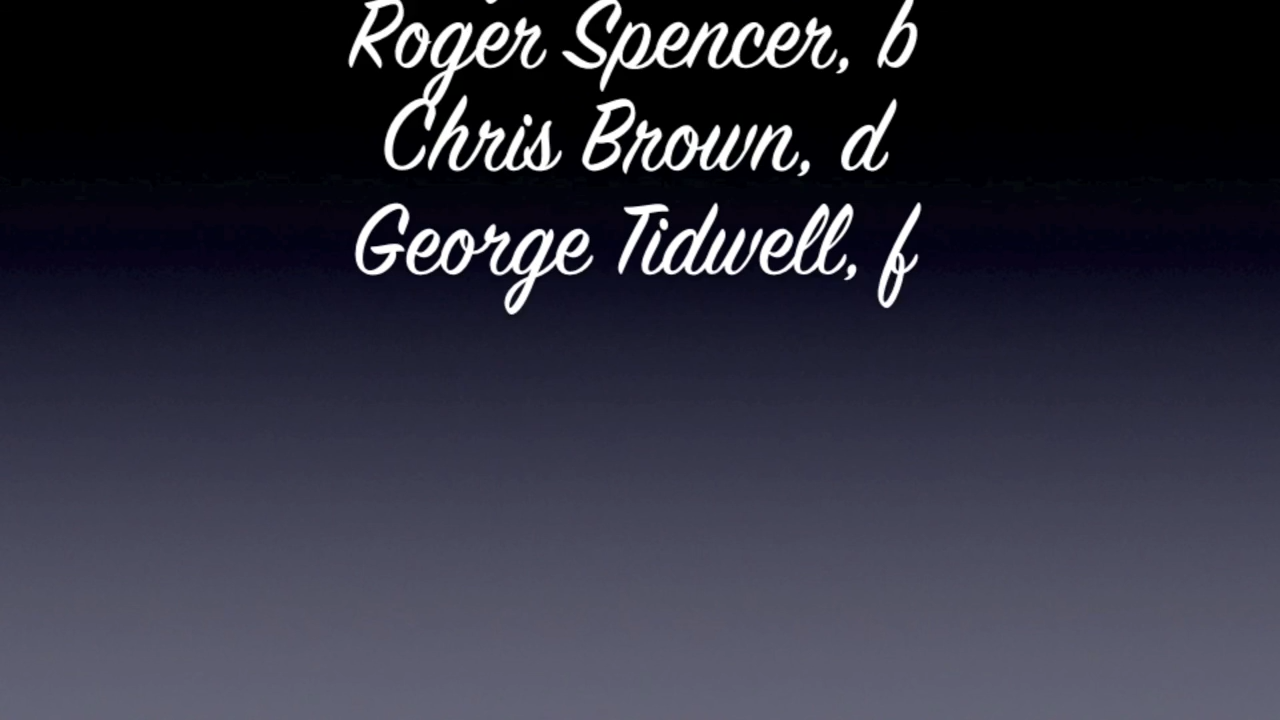 Roger Spencer, b
Chris Brown, d
George Tidwell, f